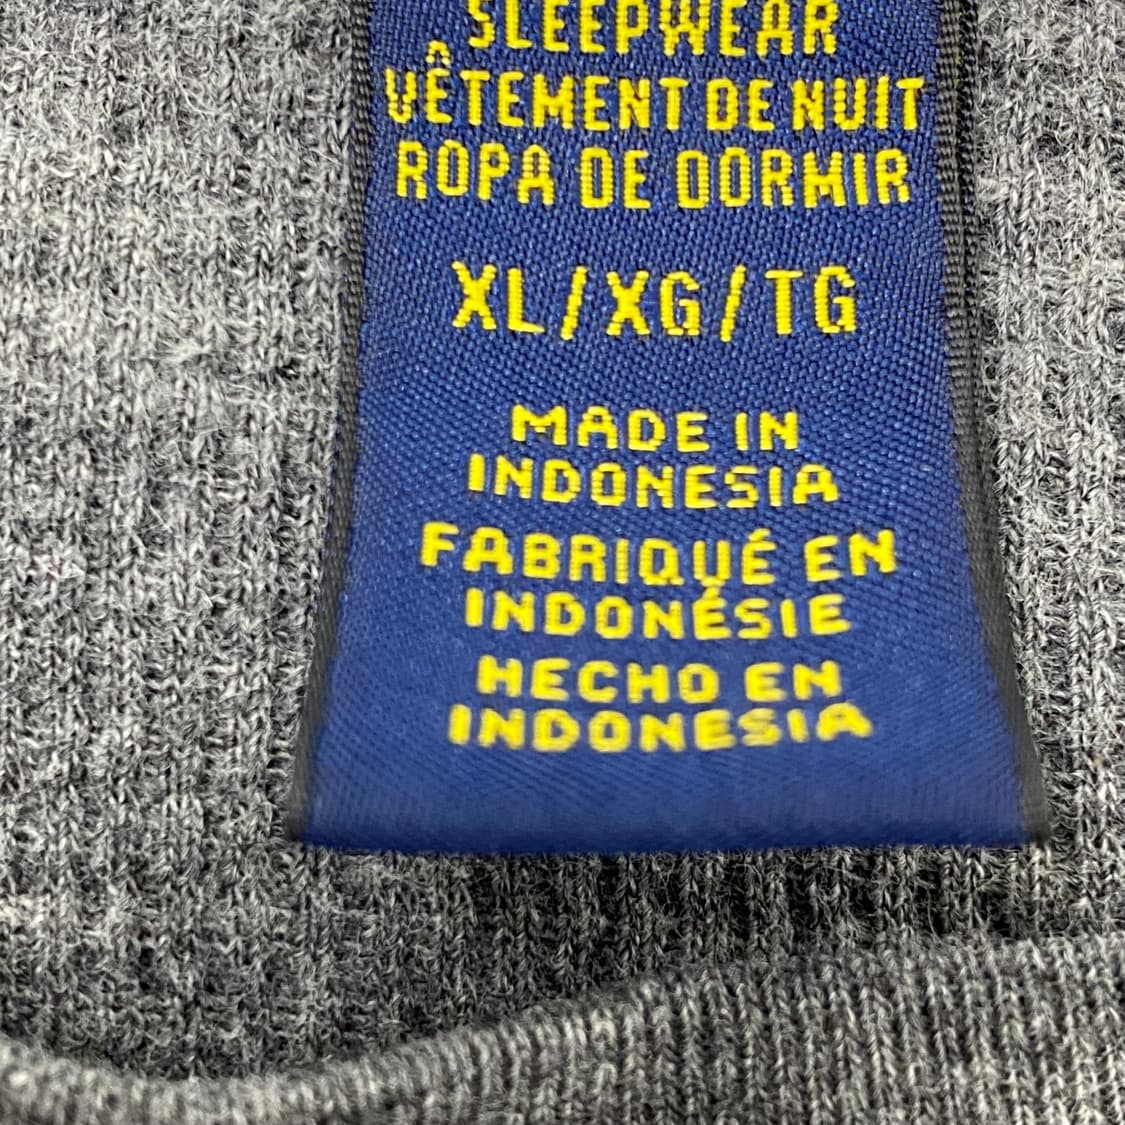 SLEEPWEAR
VÊTEMENT DE NUIT
ROPA DE DORMIR
XL/XG/TG
MADE IN
INDONESIA
FABRIQUÉ EN
INDONÉSIE
HECHO EN
INDONESIA